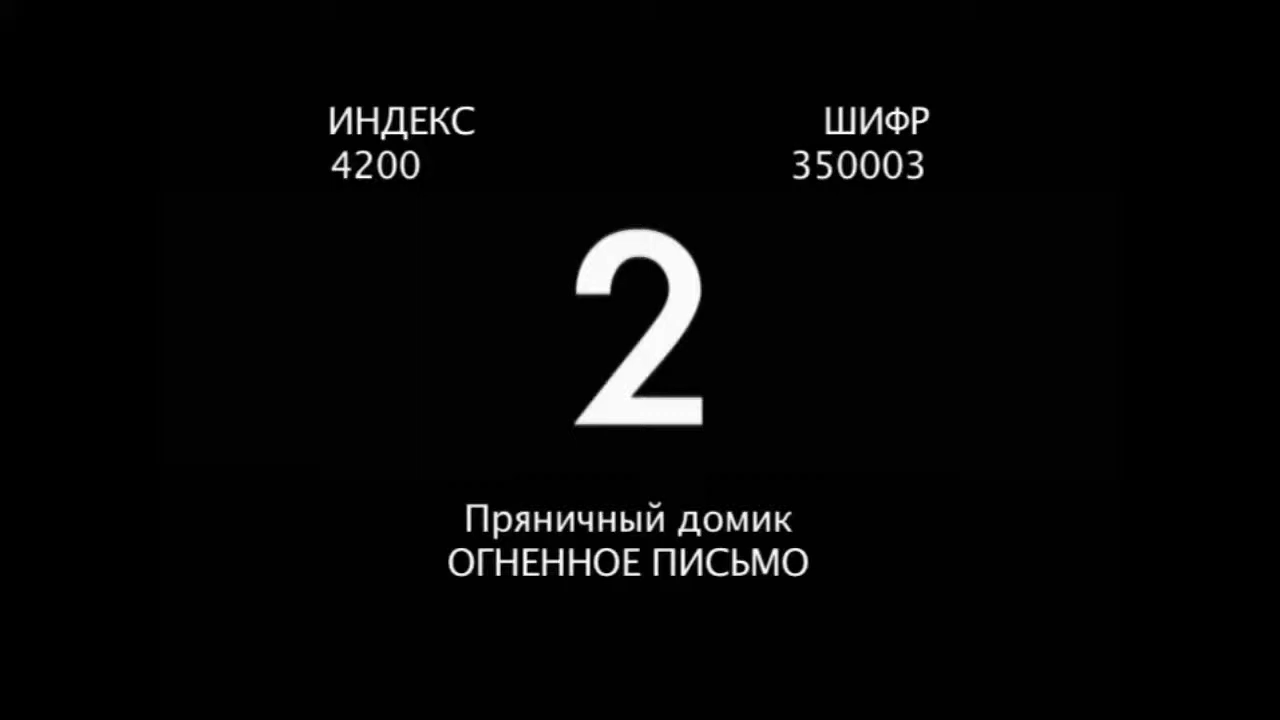 ИНДЕКС ШИФР
4200 350003
2
Пряничный домик
ОГНЕННОЕ ПИСЬМО